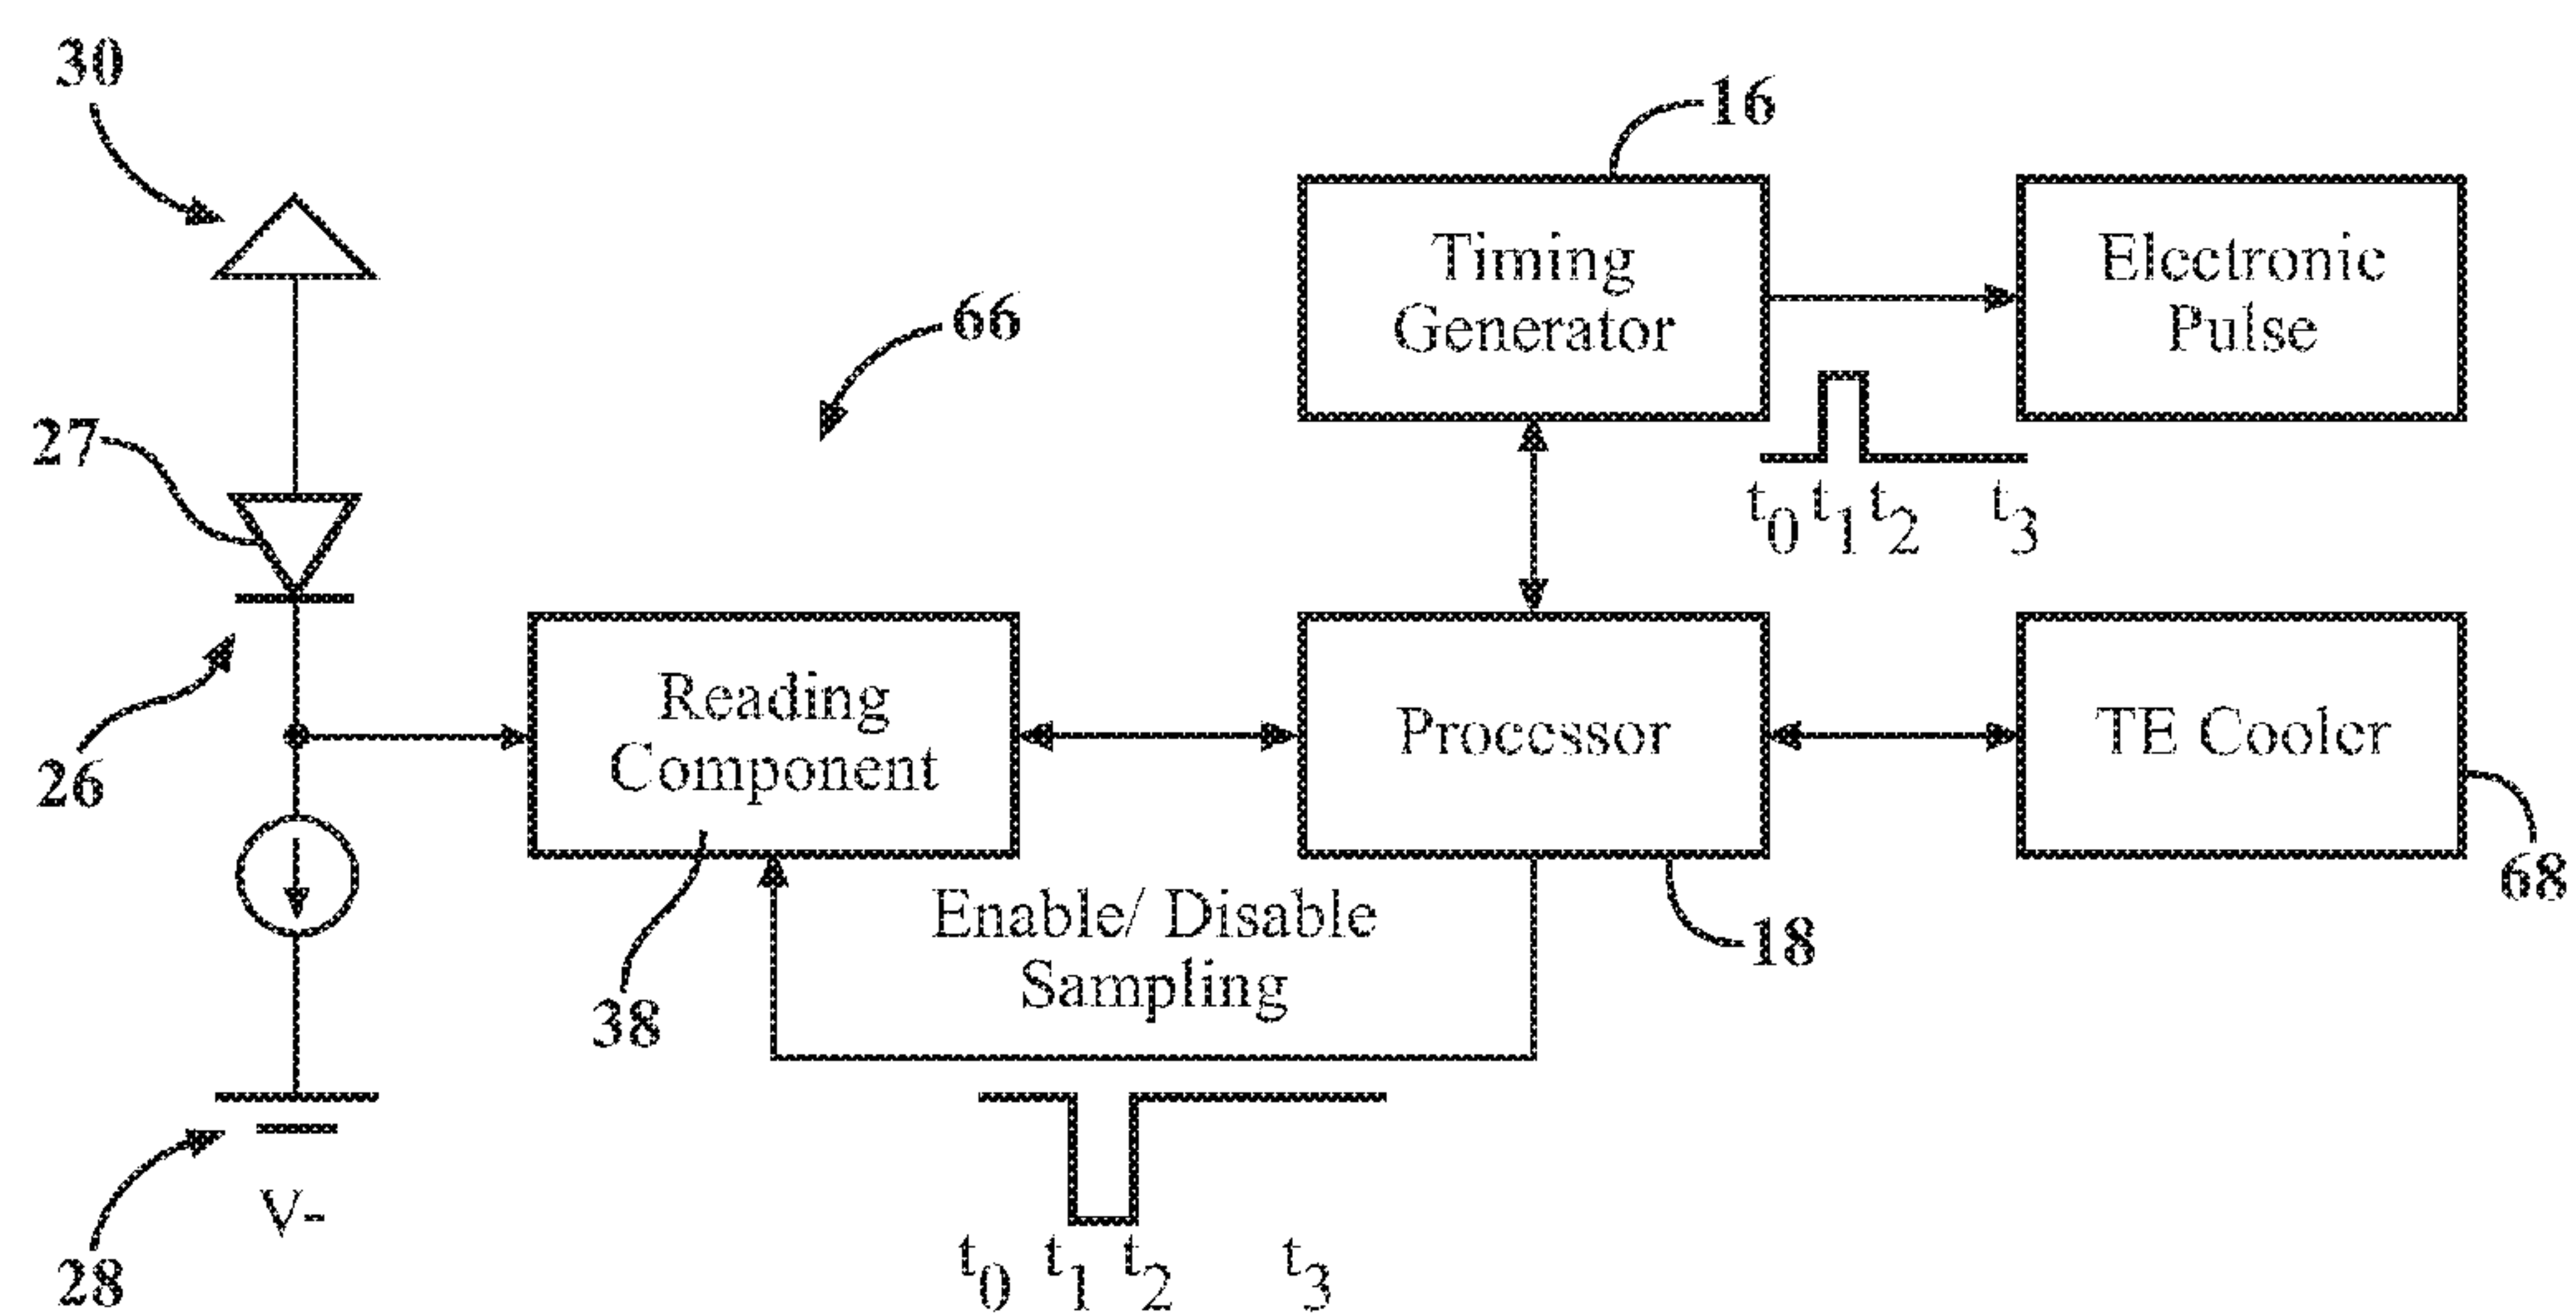 30
16
Timing
Generator
Electronic
Pulse
66
27
t0 t1 t2 t3
Reading
Component
Processor
TE Cooler
26
38
Enable/ Disable
Sampling
18
68
V-
28
t0 t1 t2 t3